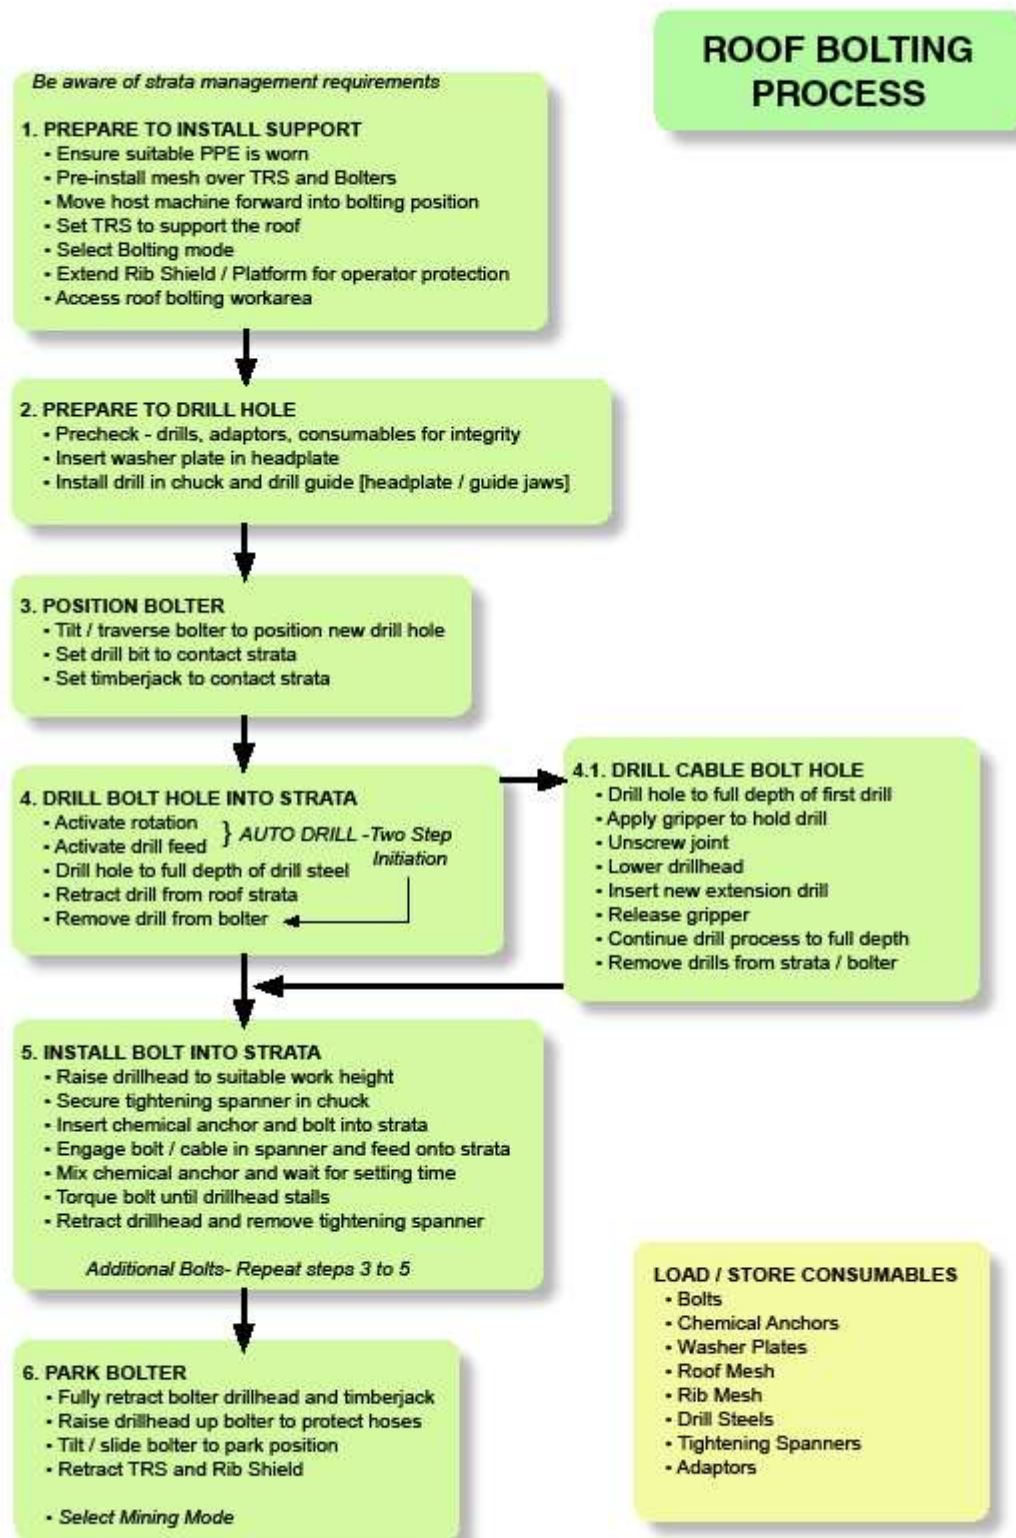 ROOF BOLTING
PROCESS
Be aware of strata management requirements
1. PREPARE TO INSTALL SUPPORT
- Ensure suitable PPE is worn
- Pre-install mesh over TRS and Bolters
- Move host machine forward into bolting position
- Set TRS to support the roof
- Select Bolting mode
- Extend Rib Shield / Platform for operator protection
- Access roof bolting workarea
2. PREPARE TO DRILL HOLE
- Precheck - drills, adaptors, consumables for integrity
- Insert washer plate in headplate
- Install drill in chuck and drill guide [headplate / guide jaws]
3. POSITION BOLTER
- Tilt / traverse bolter to position new drill hole
- Set drill bit to contact strata
- Set timberjack to contact strata
4. DRILL BOLT HOLE INTO STRATA
- Activate rotation
- Activate drill feed
} AUTO DRILL -Two Step
Initiation
- Drill hole to full depth of drill steel
- Retract drill from roof strata
- Remove drill from bolter
4.1. DRILL CABLE BOLT HOLE
- Drill hole to full depth of first drill
- Apply gripper to hold drill
- Unscrew joint
- Lower drillhead
- Insert new extension drill
- Release gripper
- Continue drill process to full depth
- Remove drills from strata / bolter
5. INSTALL BOLT INTO STRATA
- Raise drillhead to suitable work height
- Secure tightening spanner in chuck
- Insert chemical anchor and bolt into strata
- Engage bolt / cable in spanner and feed onto strata
- Mix chemical anchor and wait for setting time
- Torque bolt until drillhead stalls
- Retract drillhead and remove tightening spanner
Additional Bolts- Repeat steps 3 to 5
6. PARK BOLTER
- Fully retract bolter drillhead and timberjack
- Raise drillhead up bolter to protect hoses
- Tilt / slide bolter to park position
- Retract TRS and Rib Shield
- Select Mining Mode
LOAD / STORE CONSUMABLES
- Bolts
- Chemical Anchors
- Washer Plates
- Roof Mesh
- Rib Mesh
- Drill Steels
- Tightening Spanners
- Adaptors